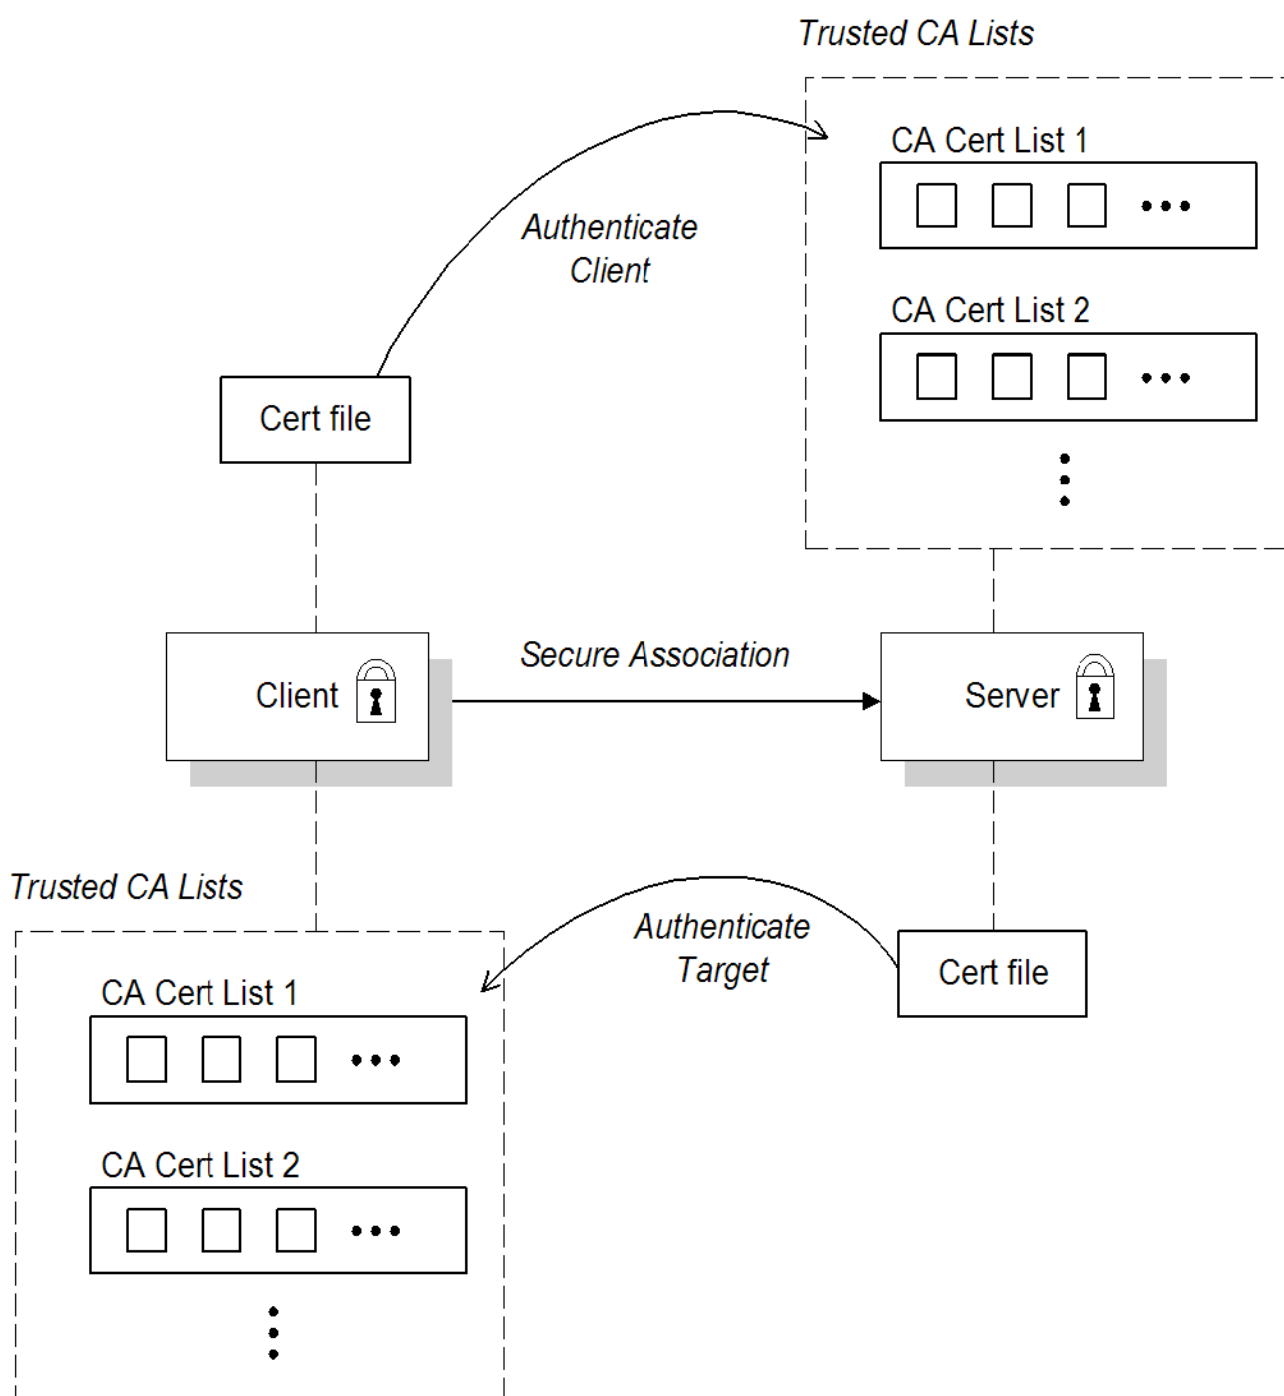 Trusted CA Lists
CA Cert List 1
Authenticate
Client
CA Cert List 2
Cert file
Secure Association
Client
Server
Trusted CA Lists
Authenticate
Target
Cert file
CA Cert List 1
CA Cert List 2